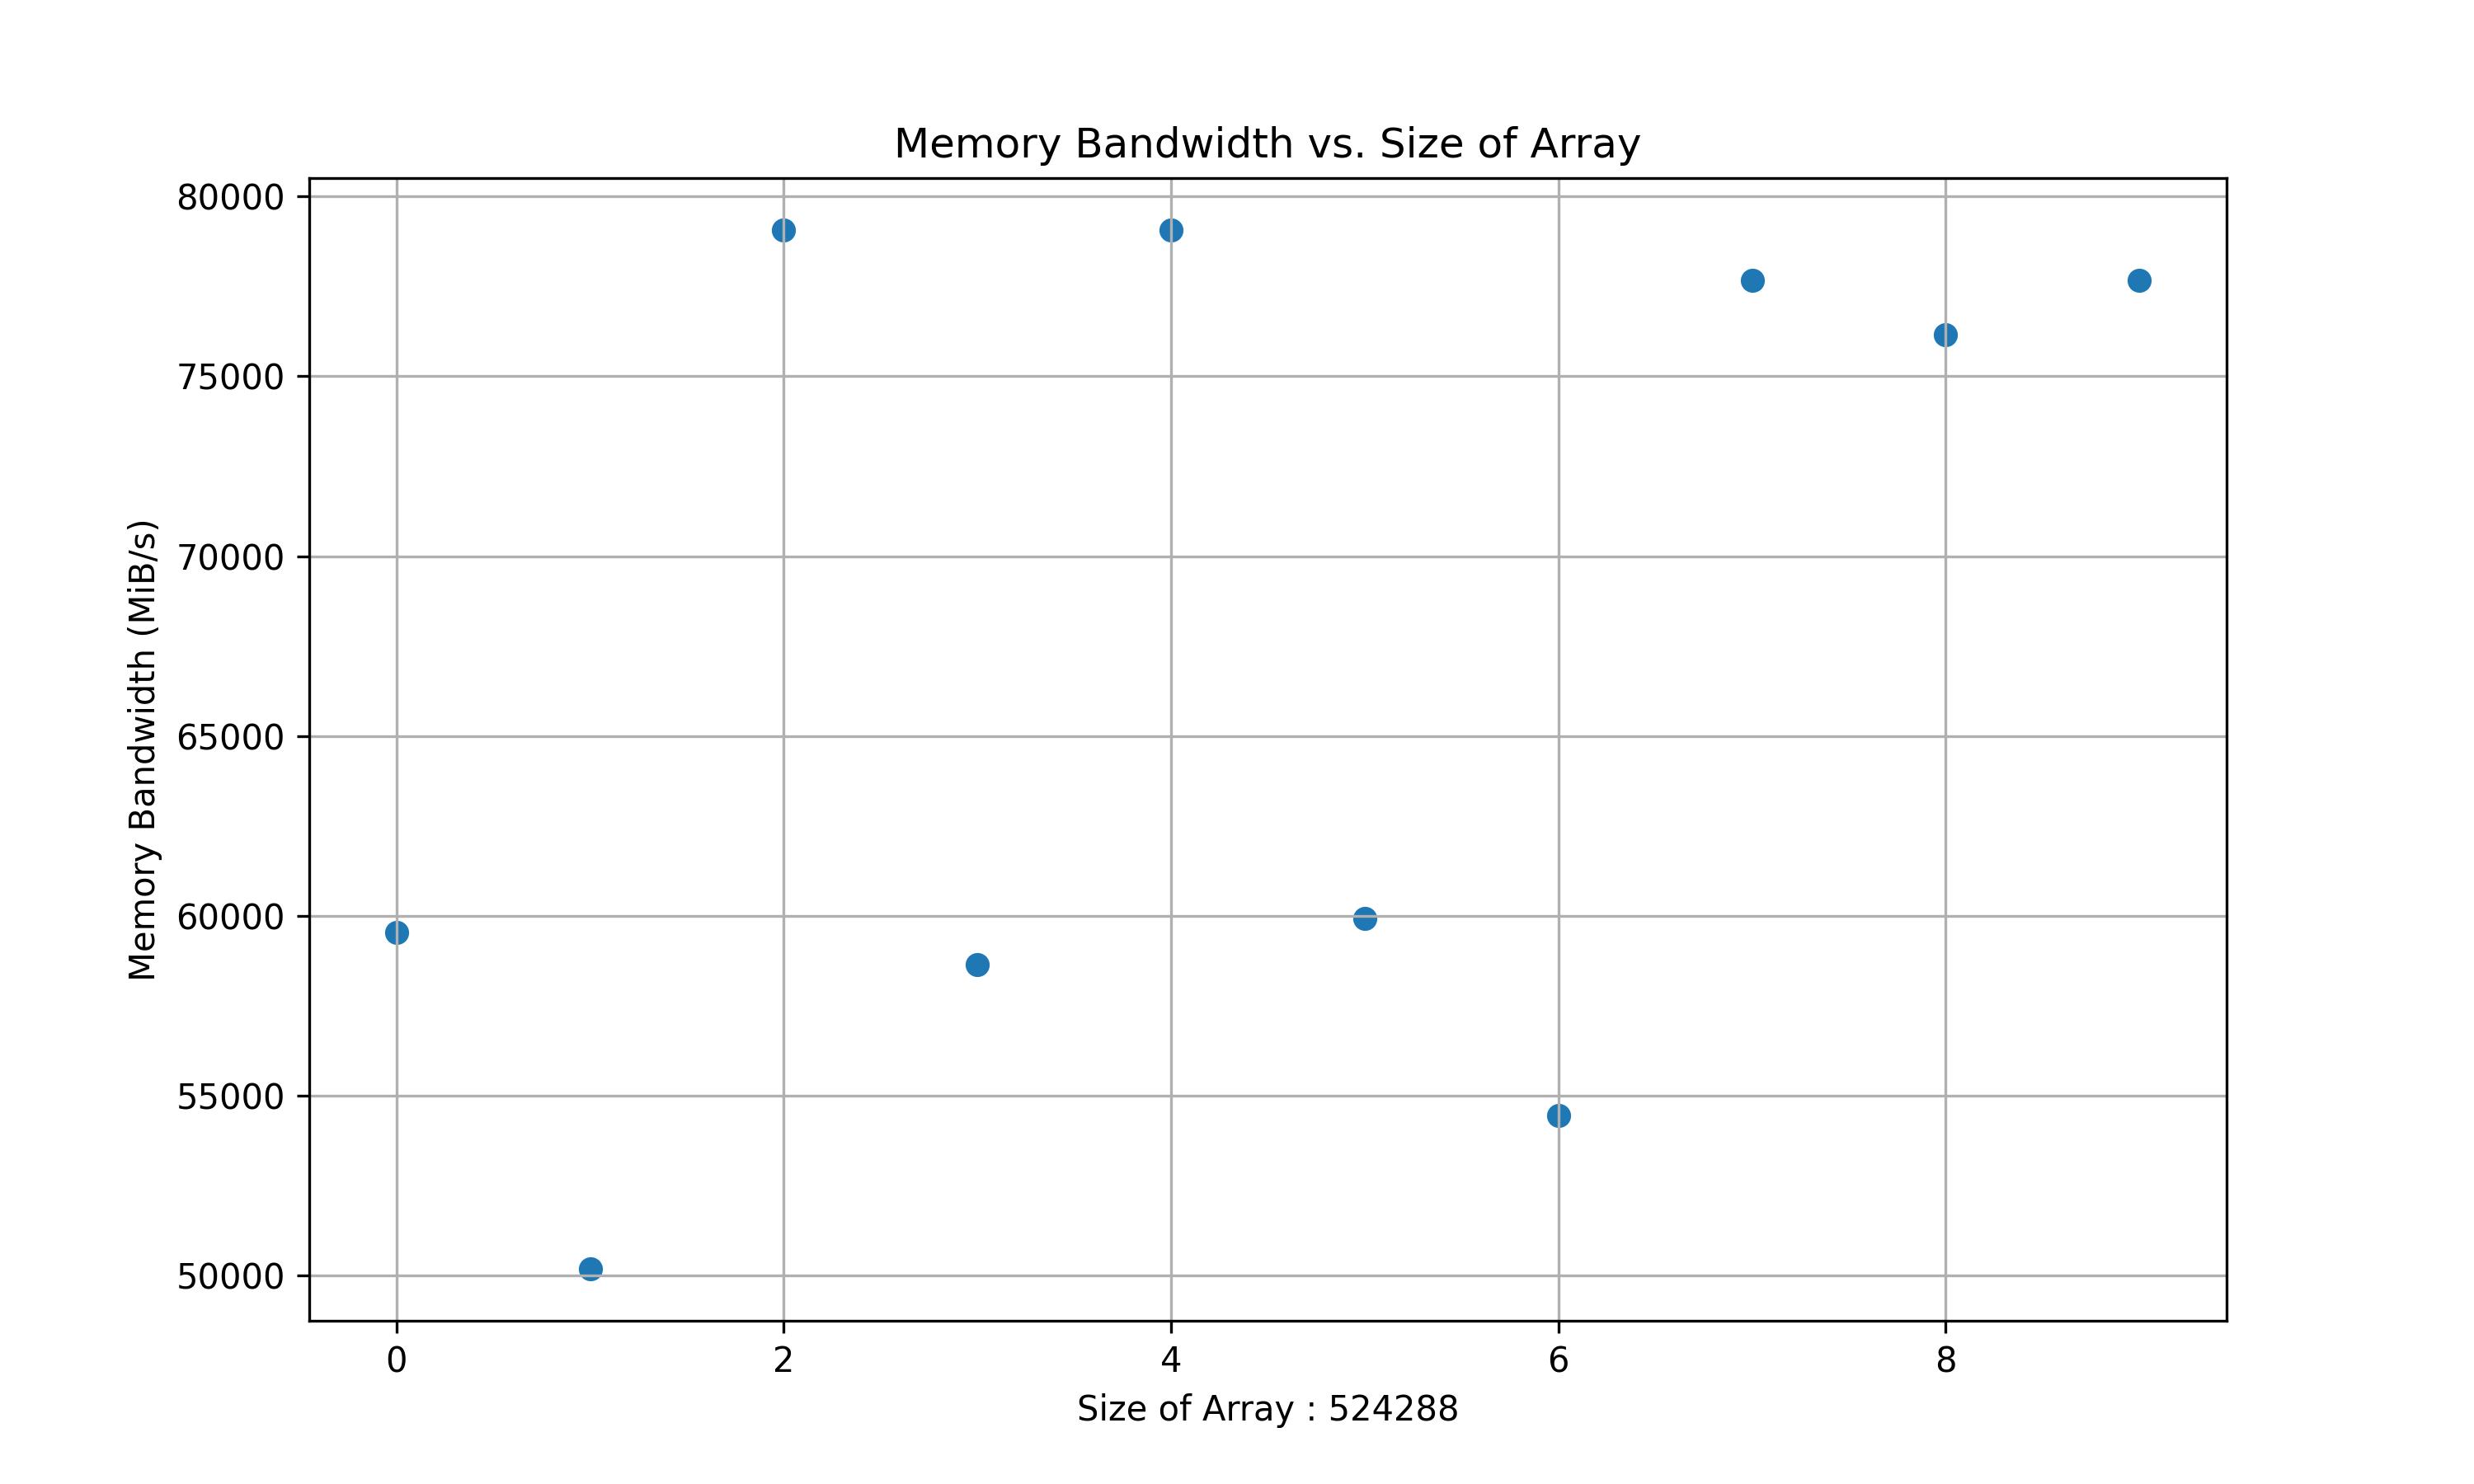 Memory Bandwidth vs. Size of Array
80000
75000
70000
65000
60000
55000
50000
Memory Bandwidth (MiB/s)
0 2 4 6 8
Size of Array : 524288